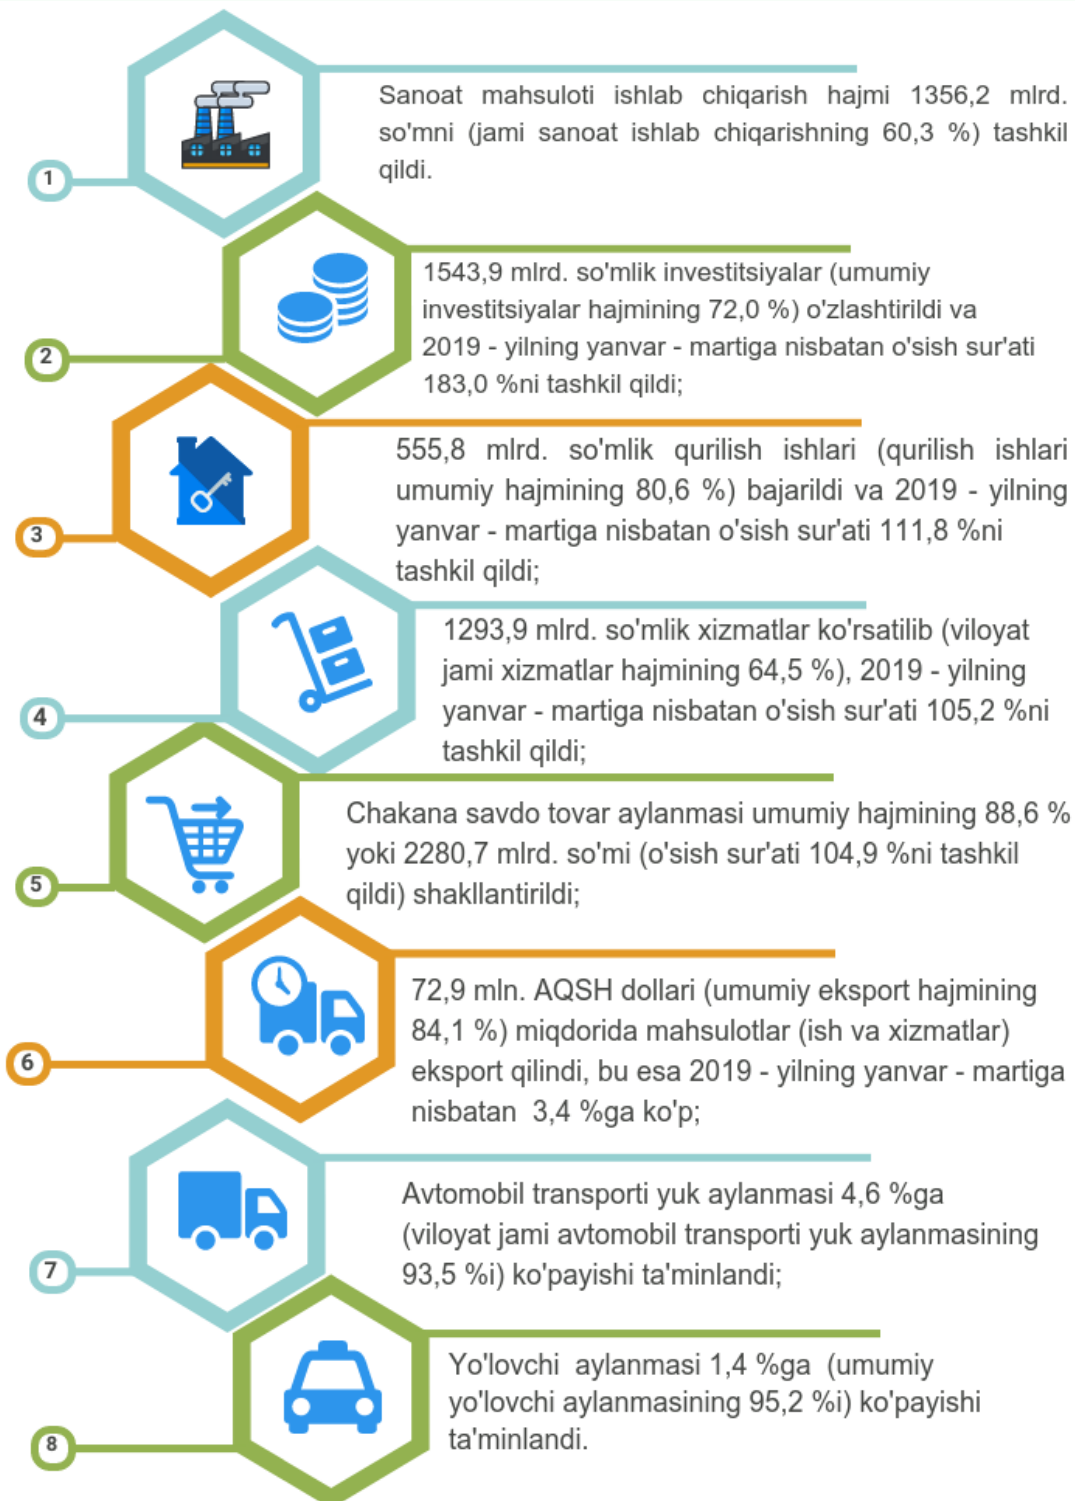 1
Sanoat mahsuloti ishlab chiqarish hajmi 1356,2 mlrd.
so'mni (jami sanoat ishlab chiqarishning 60,3 %) tashkil
qildi.
2
1543,9 mlrd. so'mlik investitsiyalar (umumiy
investitsiyalar hajmining 72,0 %) o'zlashtirildi va
2019 - yilning yanvar - martiga nisbatan o'sish sur'ati
183,0 %ni tashkil qildi;
3
555,8 mlrd. so'mlik qurilish ishlari (qurilish ishlari
umumiy hajmining 80,6 %) bajarildi va 2019 - yilning
yanvar - martiga nisbatan o'sish sur'ati 111,8 %ni
tashkil qildi;
4
1293,9 mlrd. so'mlik xizmatlar ko'rsatilib (viloyat
jami xizmatlar hajmining 64,5 %), 2019 - yilning
yanvar - martiga nisbatan o'sish sur'ati 105,2 %ni
tashkil qildi;
5
Chakana savdo tovar aylanmasi umumiy hajmining 88,6 %
yoki 2280,7 mlrd. so'mi (o'sish sur'ati 104,9 %ni tashkil
qildi) shakllantirildi;
6
72,9 mln. AQSH dollari (umumiy eksport hajmining
84,1 %) miqdorida mahsulotlar (ish va xizmatlar)
eksport qilindi, bu esa 2019 - yilning yanvar - martiga
nisbatan  3,4 %ga ko'p;
7
Avtomobil transporti yuk aylanmasi 4,6 %ga
(viloyat jami avtomobil transporti yuk aylanmasining
93,5 %i) ko'payishi ta'minlandi;
8
Yo'lovchi  aylanmasi 1,4 %ga  (umumiy
yo'lovchi aylanmasining 95,2 %i) ko'payishi
ta'minlandi.